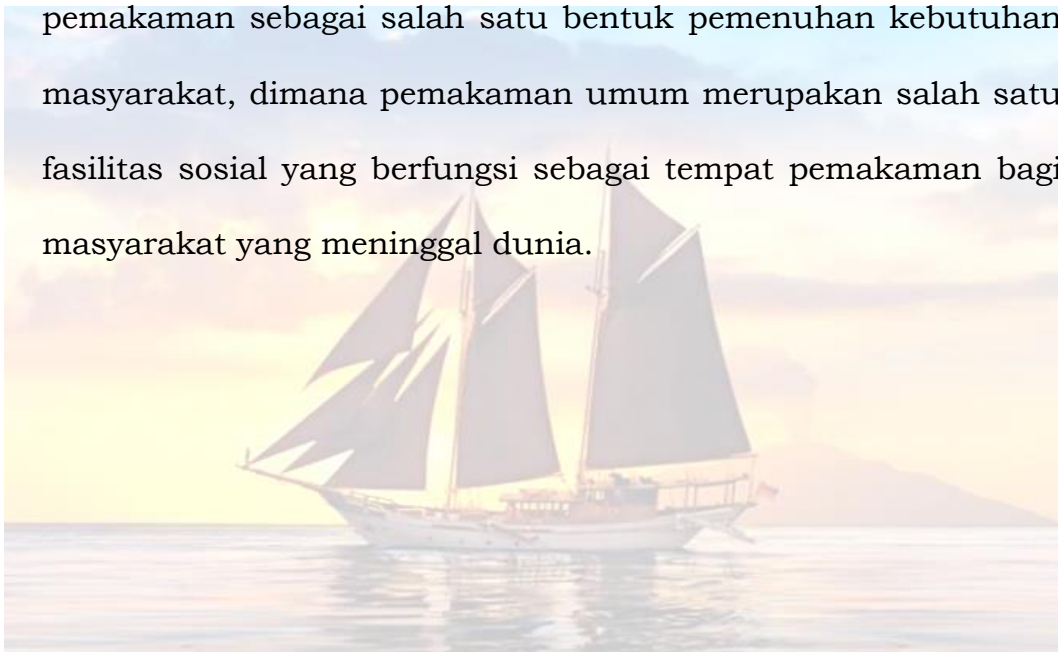 pemakaman sebagai salah satu bentuk pemenuhan kebutuhan
masyarakat, dimana pemakaman umum merupakan salah satu
fasilitas sosial yang berfungsi sebagai tempat pemakaman bagi
masyarakat yang meninggal dunia.